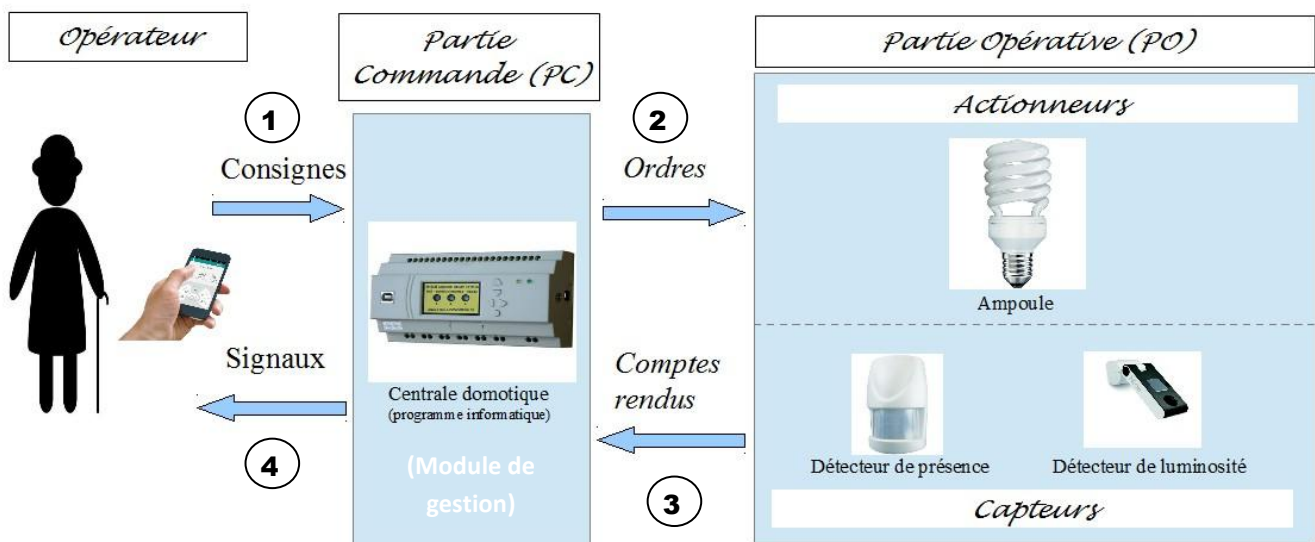 Opérateur
Partie
Commande (PC)
Partie Opérative (PO)
Actionneurs
1
Consignes
2
Ordres
Ampoule
Signaux
4
Centrale domotique
(programme informatique)
(Module de
gestion)
Comptes
rendus
3
Détecteur de présence
Détecteur de luminosité
Capteurs